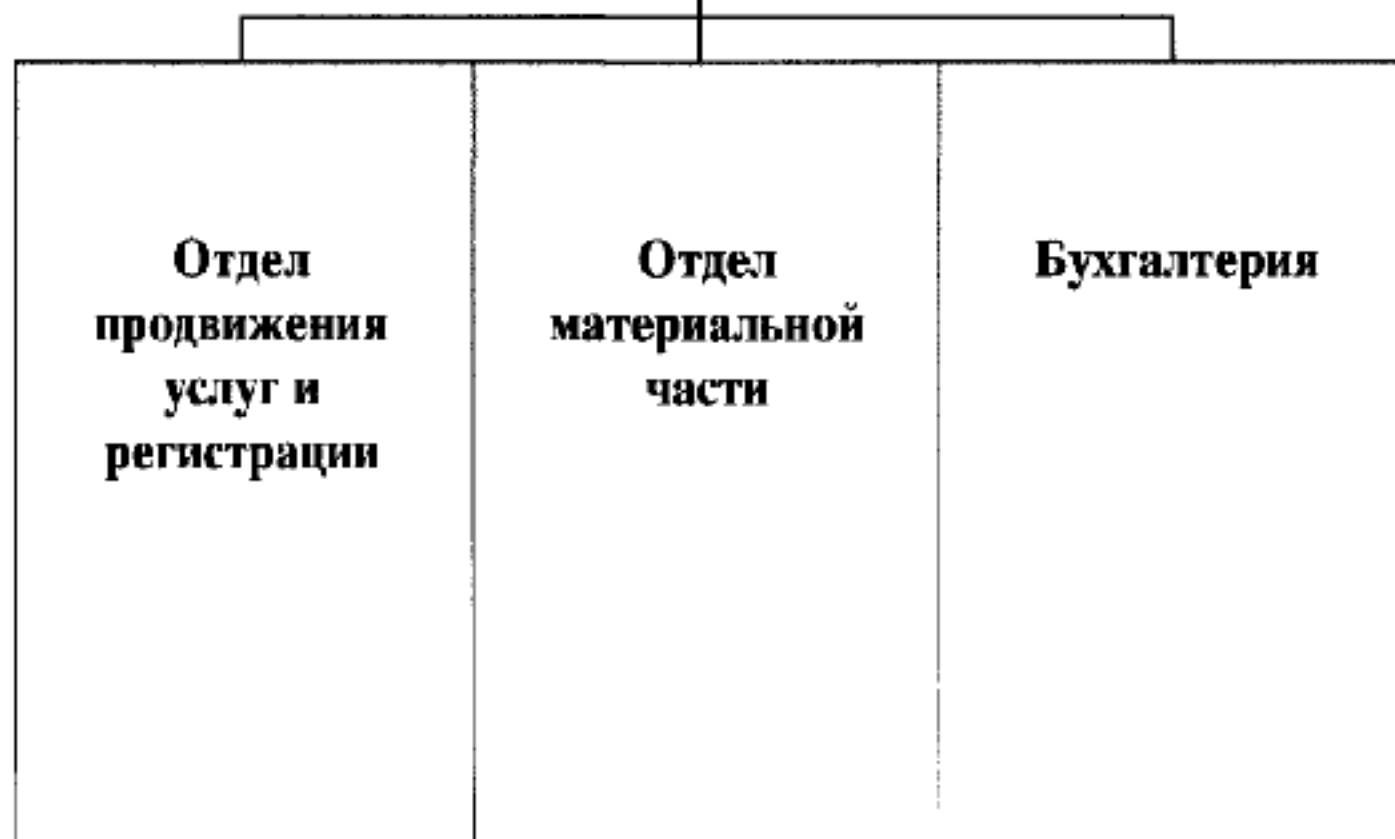 Отдел
продвижения
услуг и
регистрации
Отдел
материальной
части
Бухгалтерия